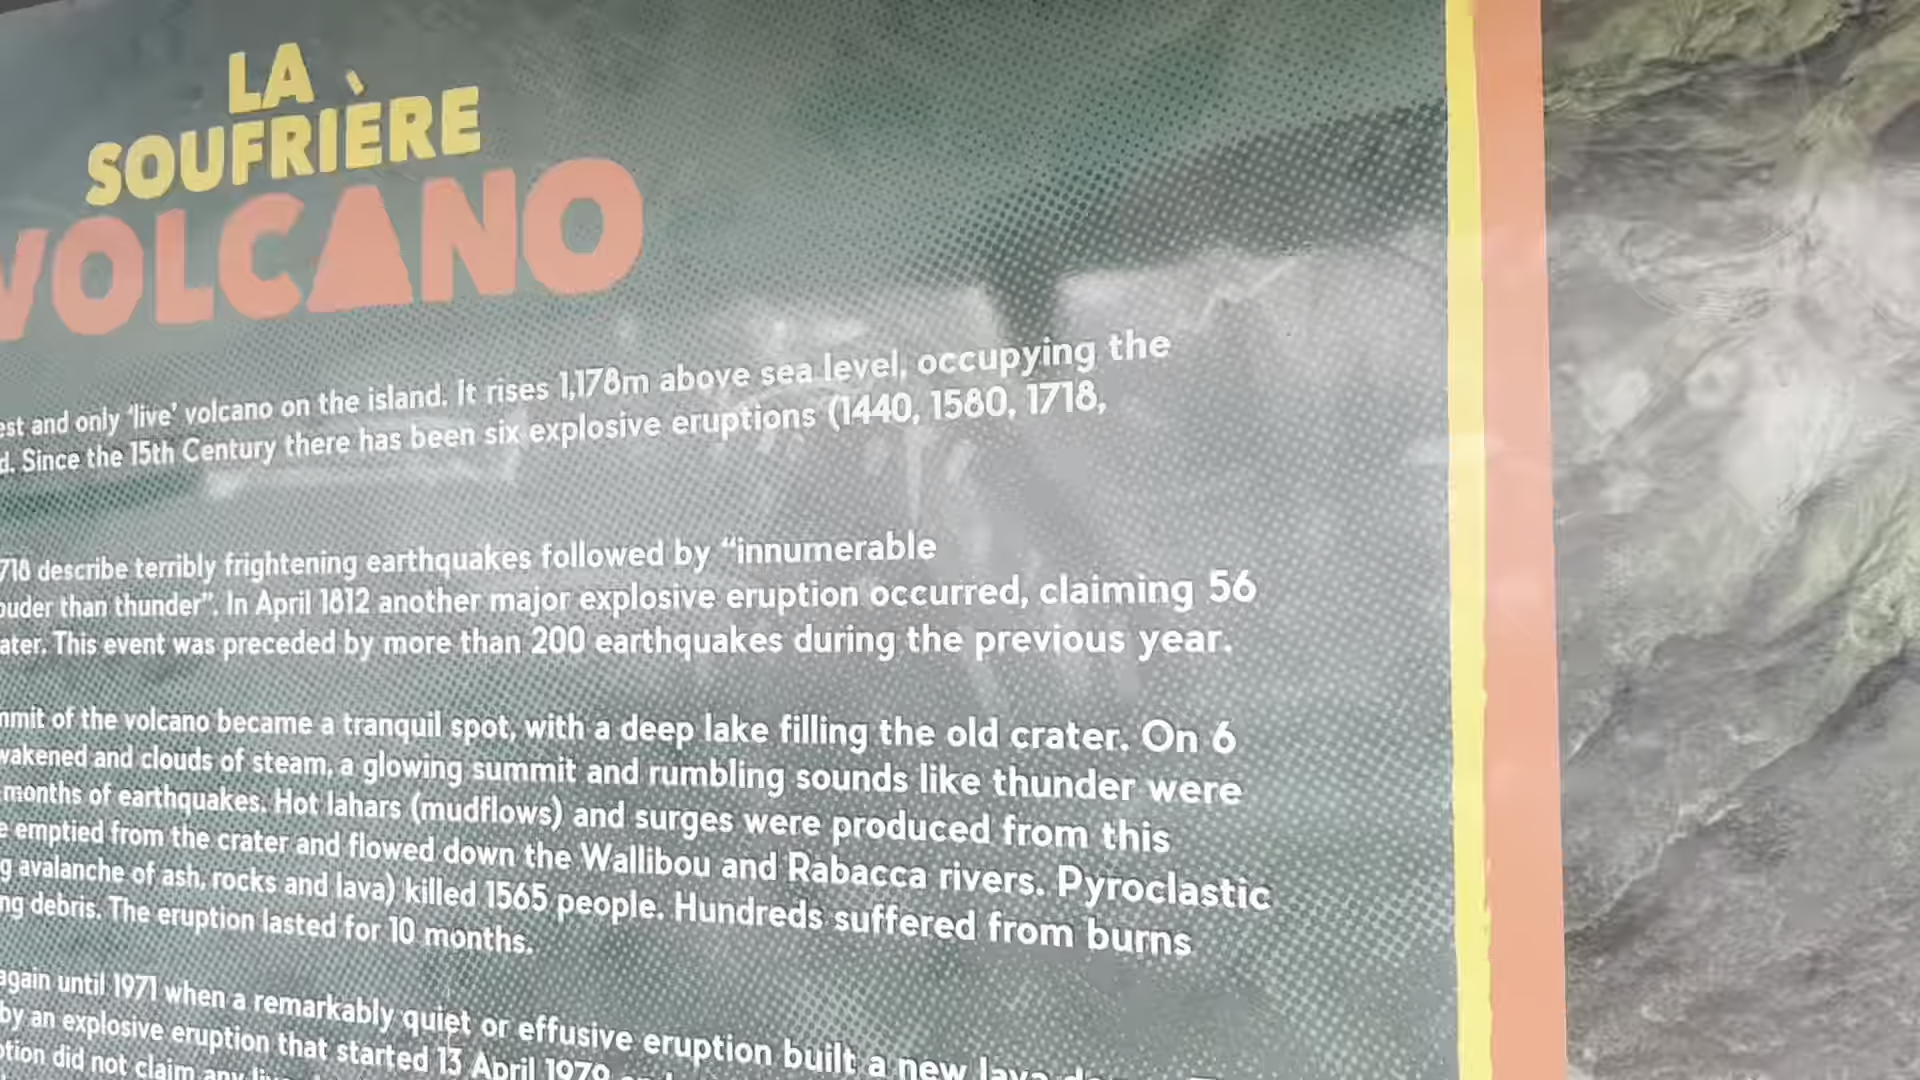 LA
SOUFRIÈRE
VOLCANO
est and only ‘live’ volcano on the island. It rises 1,178m above sea level, occupying the
d. Since the 15th Century there has been six explosive eruptions (1440, 1580, 1718,
718 describe terribly frightening earthquakes followed by “innumerable
ouder than thunder”. In April 1812 another major explosive eruption occurred, claiming 56
ater. This event was preceded by more than 200 earthquakes during the previous year.
mmit of the volcano became a tranquil spot, with a deep lake filling the old crater. On 6
wakened and clouds of steam, a glowing summit and rumbling sounds like thunder were
months of earthquakes. Hot lahars (mudflows) and surges were produced from this
e emptied from the crater and flowed down the Wallibou and Rabacca rivers. Pyroclastic
g avalanche of ash, rocks and lava) killed 1565 people. Hundreds suffered from burns
ng debris. The eruption lasted for 10 months.
again until 1971 when a remarkably quiet or effusive eruption built a new lava
by an explosive eruption that started 13 April 1979
ption did not claim any